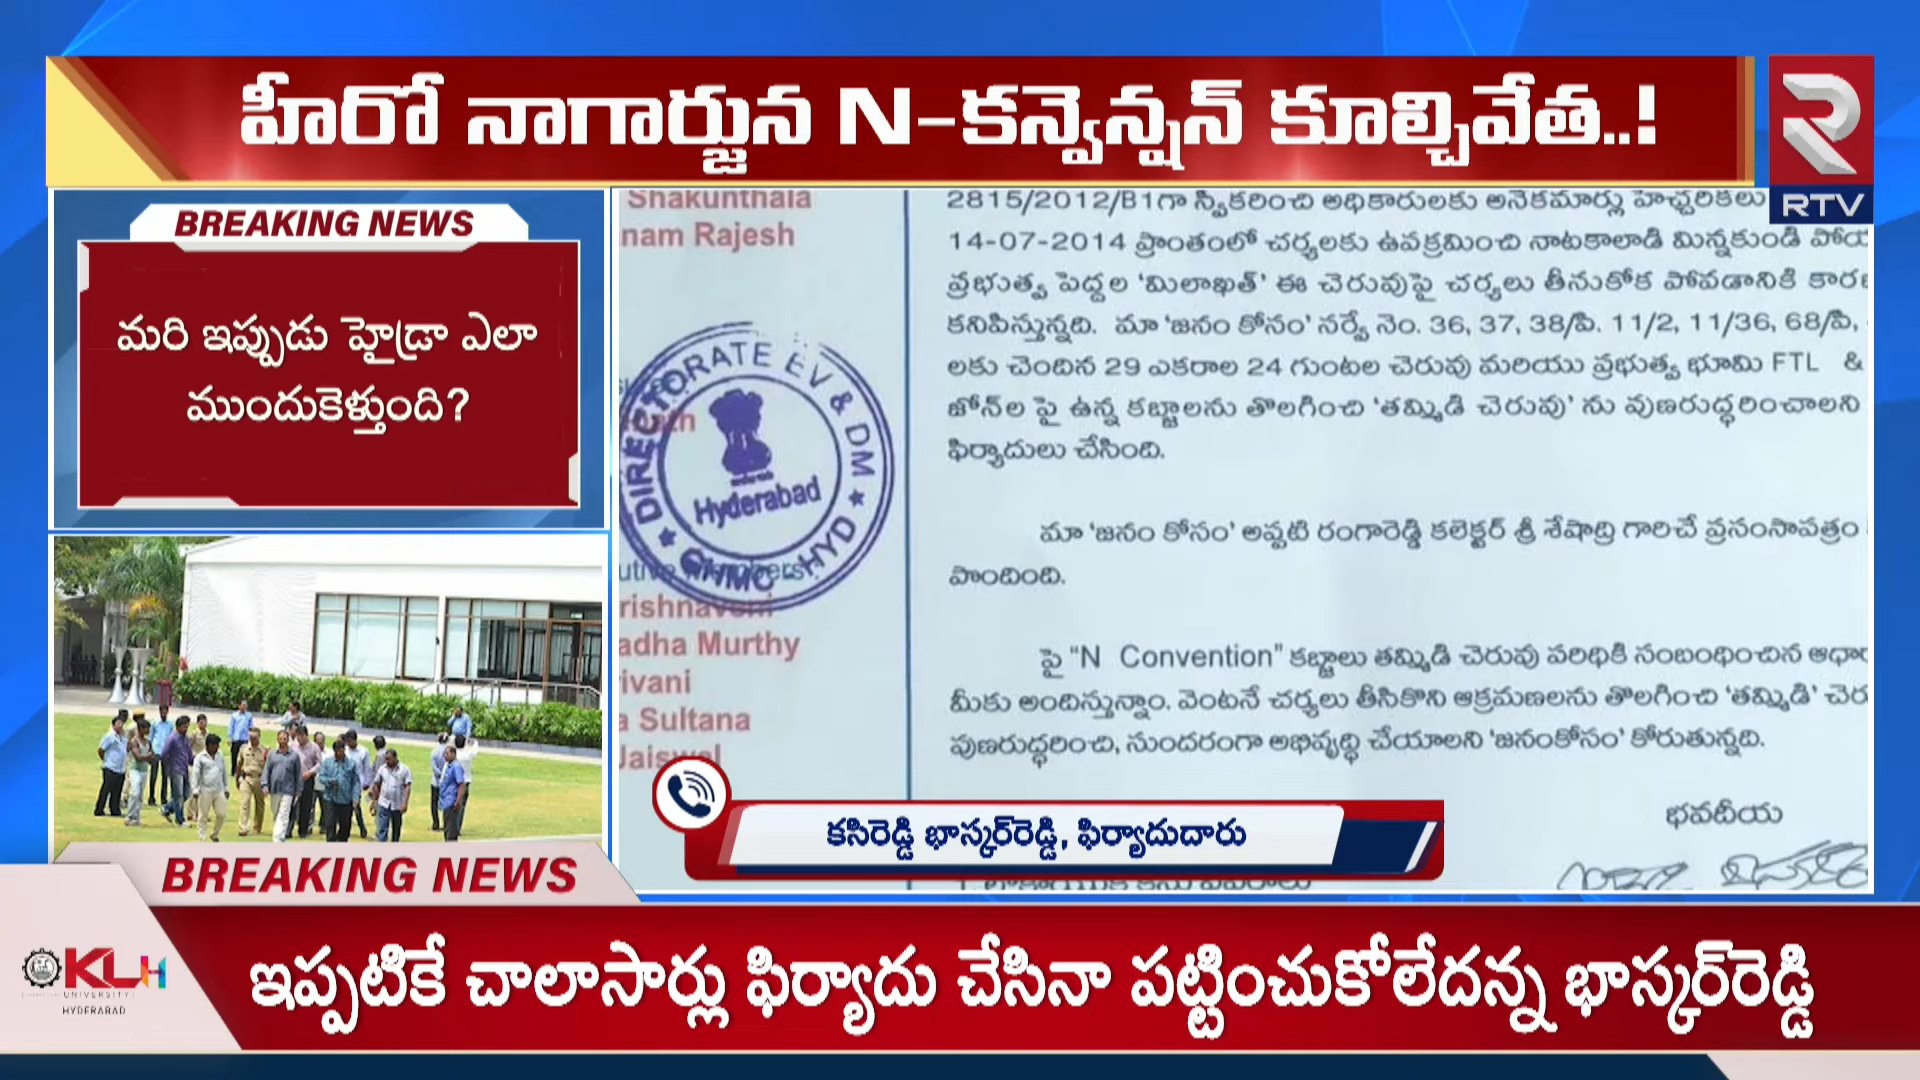 హీరో నాగార్జున N-కన్వెన్షన్ కూల్చివేత..!
RTV
BREAKING NEWS
మరి ఇప్పుడు హైడ్రా ఎలా
ముందుకెళ్తుంది?
Shakunthala
nam Rajesh
DIRECTORATE EV & DM
Hyderabad
GHMC - HYD
rishnaveni
adha Murthy
ivani
a Sultana
Jaiswal
2815/2012/B1గా స్వీకరించి అధికారులకు అనేకమార్లు హెచ్చరికలు
14-07-2014 ప్రాంతంలో చర్యలకు ఉపక్రమించి నాటకాలాడి మిన్నకుండి
ప్రభుత్వ పెద్దల 'మిలాఖత్' ఈ చెరువుపై చర్యలు తీసుకోక పోవడానికి
కనిపిస్తున్నది. మా 'జనం కోసం' సర్వే నెం. 36, 37, 38/పి. 11/2, 11/36, 68/పి,
లకు చెందిన 29 ఎకరాల 24 గుంటల చెరువు మరియు ప్రభుత్వ భూమి FTL &
జోన్‌ల పై ఉన్న కబ్జాలను తొలగించి 'తమ్మిడి చెరువు' ను పునరుద్ధరించాలని
ఫిర్యాదులు చేసింది.
మా 'జనం కోసం' అప్పటి రంగారెడ్డి కలెక్టర్ శ్రీ శేషాద్రి గారిచే ప్రసంసాపత్రం
పొందింది.
పై "N Convention" కబ్జాలు తమ్మిడి చెరువు పరిధికి సంబంధించిన
మీకు అందిస్తున్నాం. వెంటనే చర్యలు తీసికొని ఆక్రమణలను తొలగించి 'తమ్మిడి'
పునరుద్ధరించి, సుందరంగా అభివృద్ధి చేయాలని 'జనంకోసం' కోరుతున్నది.
భవదీయ
కసిరెడ్డి భాస్కర్‌రెడ్డి, ఫిర్యాదుదారు
BREAKING NEWS
KLH
UNIVERSITY
HYDERABAD
ఇప్పటికే చాలాసార్లు ఫిర్యాదు చేసినా పట్టించుకోలేదన్న భాస్కర్‌రెడ్డి